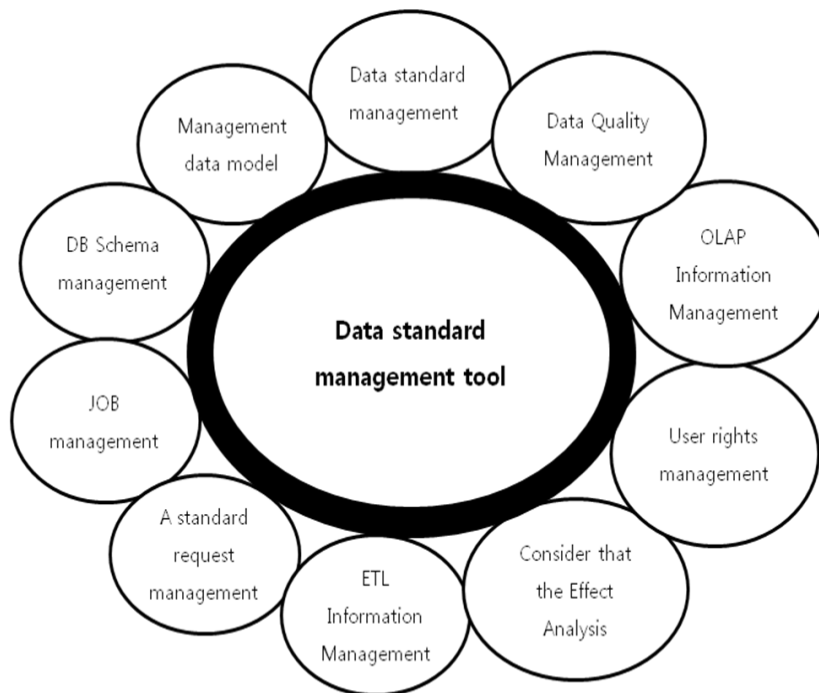 Data standard
management
Data Quality
Management
OLAP
Information
Management
User rights
management
Consider that
the Effect
Analysis
ETL
Information
Management
A standard
request
management
JOB
management
DB Schema
management
Management
data model
Data standard
management tool